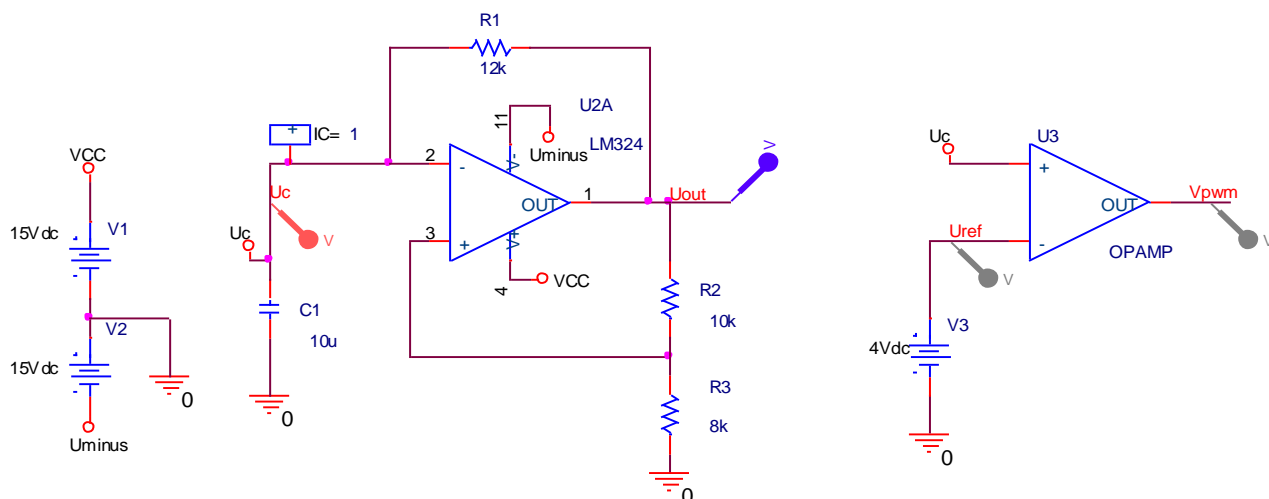 R1
12k
U2A
LM324
IC= 1
11
V-
Uminus
2
-
1
OUT
Uout
V
3
+
V+
4
VCC
Uc
V
Uc
C1
10u
0
R2
10k
R3
8k
0
VCC
15Vdc
V1
V2
15Vdc
0
Uminus
Uc
U3
+
OUT
Vpwm
V
Uref
V
-
OPAMP
V3
4Vdc
0